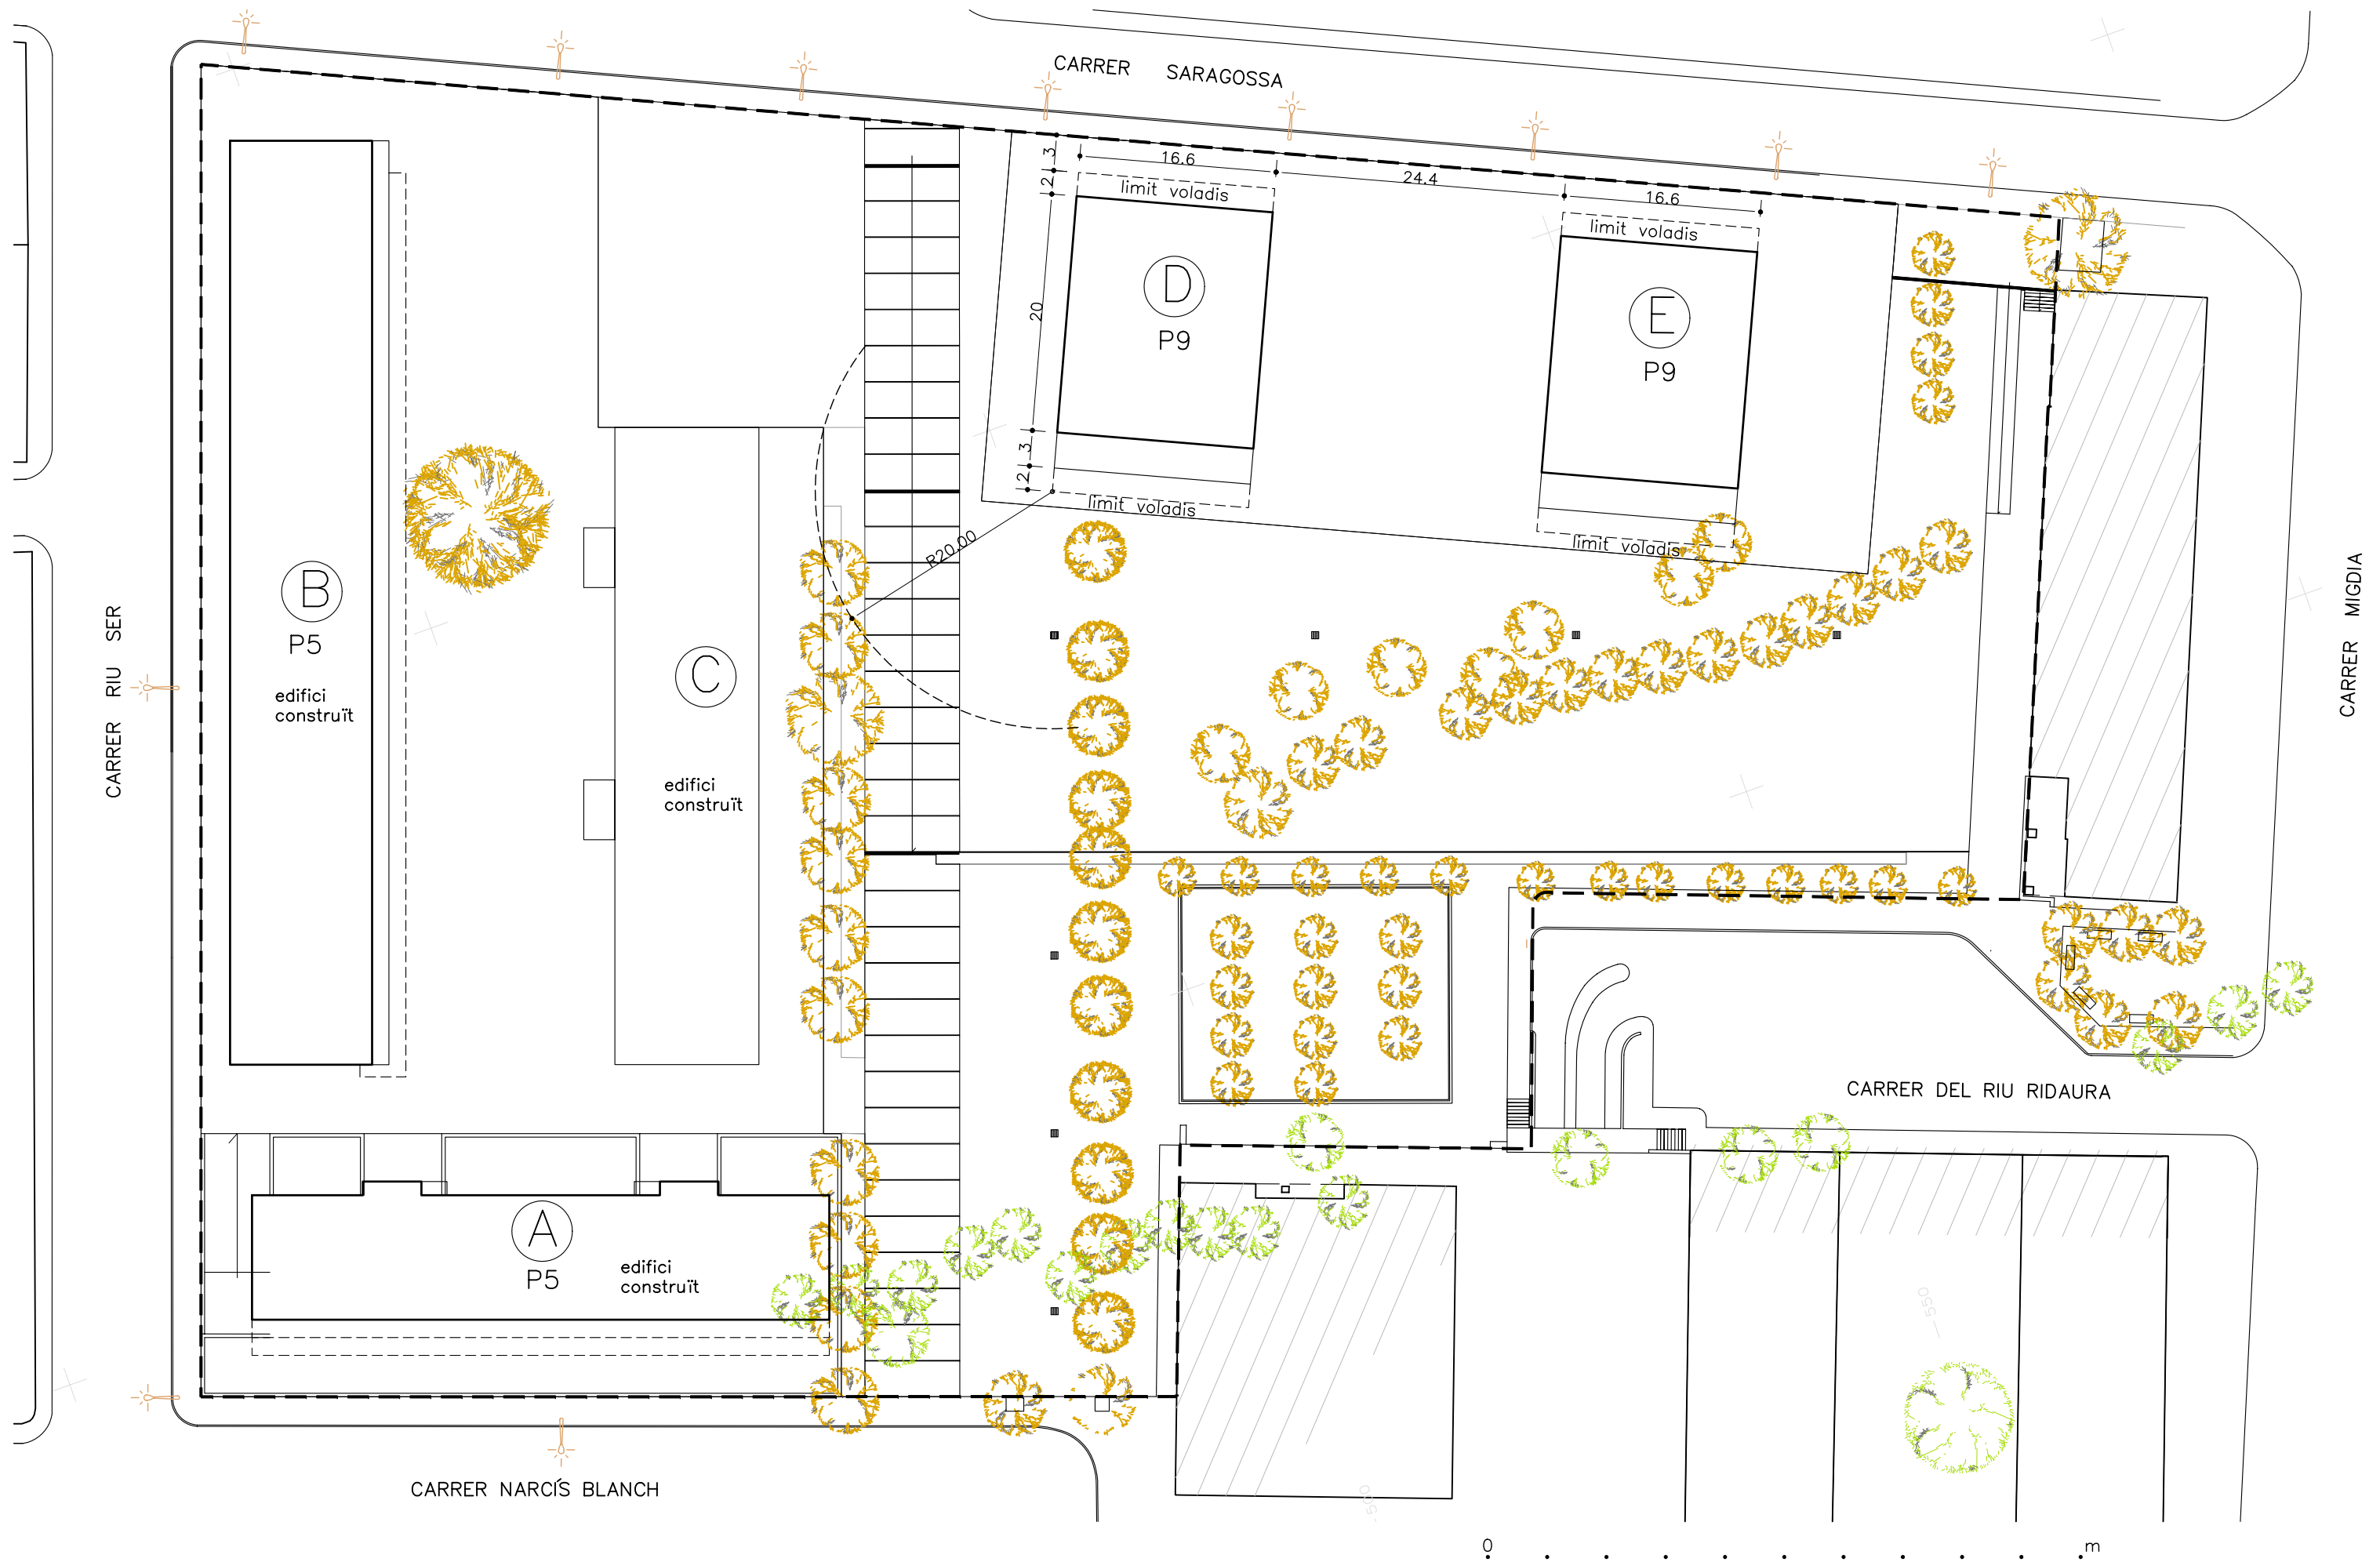 CARRER SARAGOSSA
3
16.6
2
limit voladis
24.4
16.6
limit voladis
D
P9
20
E
P9
3
2
limit voladis
limit voladis
R20.00
B
P5
edifici
construït
C
edifici
construït
CARRER RIU SER
CARRER MIGDIA
CARRER DEL RIU RIDAURA
A
P5
edifici
construït
CARRER NARCÍS BLANCH
550
500
0
m